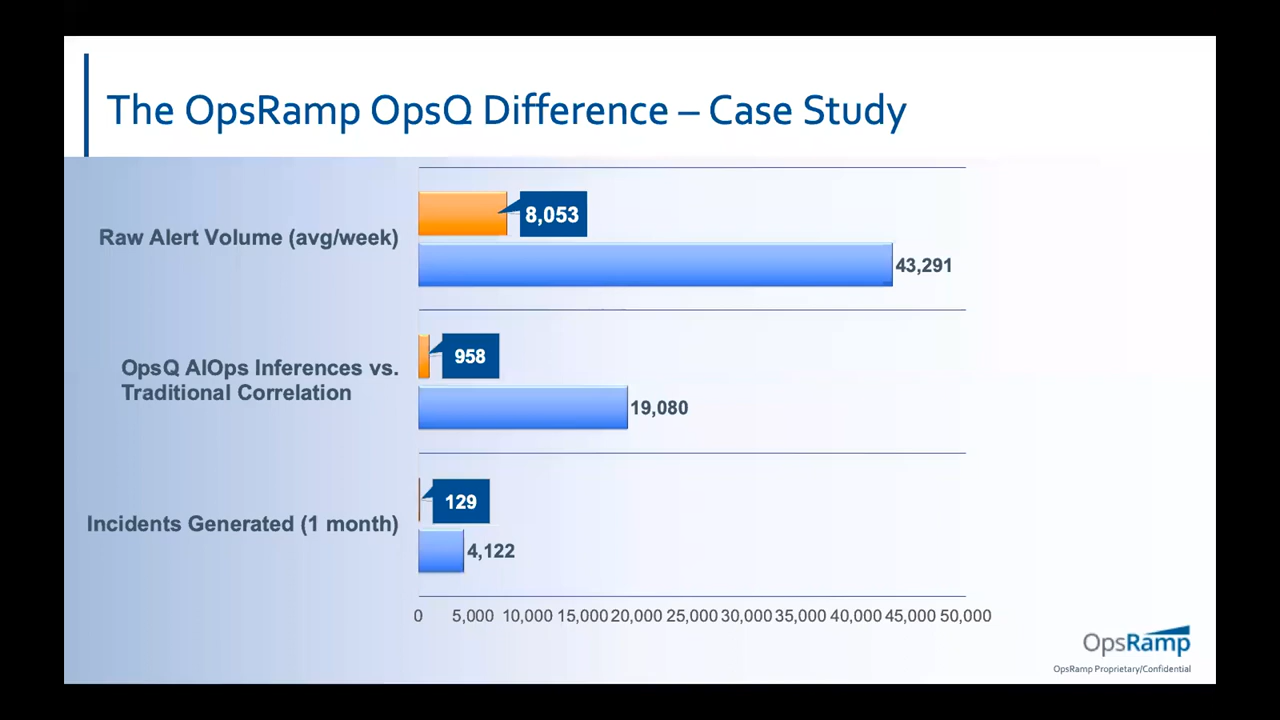 The OpsRamp OpsQ Difference – Case Study
Raw Alert Volume (avg/week)
8,053
43,291
OpsQ AIOps Inferences vs.
Traditional Correlation
958
19,080
Incidents Generated (1 month)
129
4,122
0 5,000 10,000 15,000 20,000 25,000 30,000 35,000 40,000 45,000 50,000
OpsRamp
OpsRamp Proprietary/Confidential